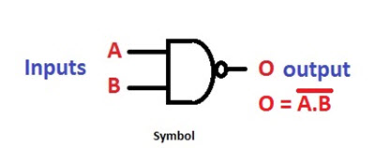 A
Inputs
B
O output
O = A̅.̅B̅
Symbol